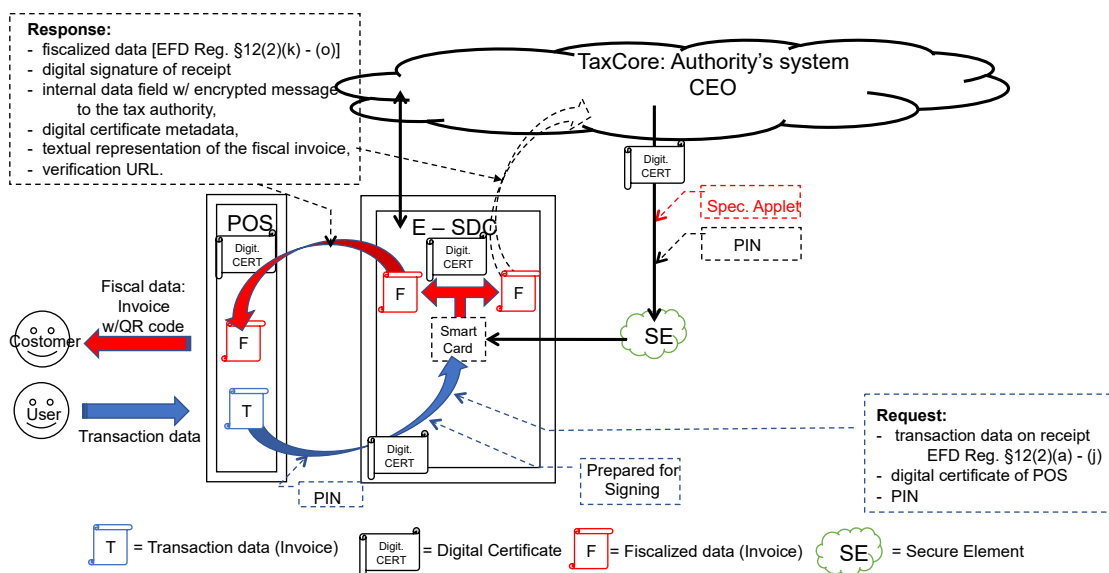 Response:
- fiscalized data [EFD Reg. §12(2)(k) - (o)]
- digital signature of receipt
- internal data field w/ encrypted message
to the tax authority,
- digital certificate metadata,
- textual representation of the fiscal invoice,
- verification URL.
TaxCore: Authority's system
CEO
Digit.
CERT
Spec. Applet
PIN
POS
Digit.
CERT
E – SDC
Digit.
CERT
F
F
Fiscal data:
Invoice
w/QR code
Costomer
F
Smart
Card
SE
User
Transaction data
T
Digit.
CERT
PIN
Prepared for
Signing
Request:
- transaction data on receipt
EFD Reg. §12(2)(a) - (j)
- digital certificate of POS
- PIN
T = Transaction data (Invoice)
Digit.
CERT = Digital Certificate
F = Fiscalized data (Invoice)
SE = Secure Element